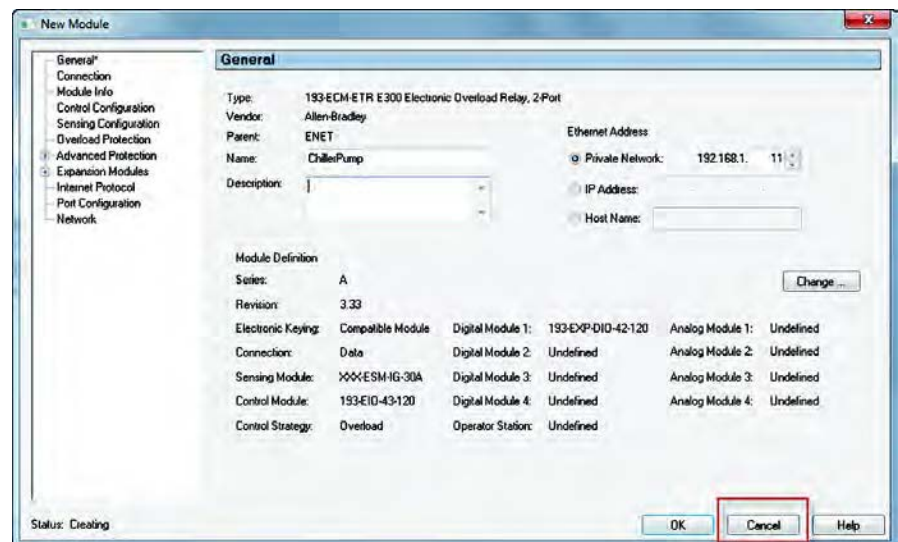 New Module
General*
Connection
Module Info
Control Configuration
Sensing Configuration
Overload Protection
Advanced Protection
Expansion Modules
Internet Protocol
Port Configuration
Network
General
Type: 193-ECM-ETR E300 Electronic Overload Relay, 2-Port
Vendor: Allen-Bradley
Parent: ENET
Name: ChillerPump
Description:
Ethernet Address
Private Network: 192.168.1. 11
IP Address:
Host Name:
Module Definition
Series: A
Change ...
Revision: 3.33
Electronic Keying: Compatible Module Digital Module 1: 193-EXP-DIO-42-120 Analog Module 1: Undefined
Connection: Data Digital Module 2: Undefined Analog Module 2: Undefined
Sensing Module: XXX-ESM-IG-30A Digital Module 3: Undefined Analog Module 3: Undefined
Control Module: 193-EIO-43-120 Digital Module 4: Undefined Analog Module 4: Undefined
Control Strategy: Overload Operator Station: Undefined
Status: Creating
OK Cancel Help